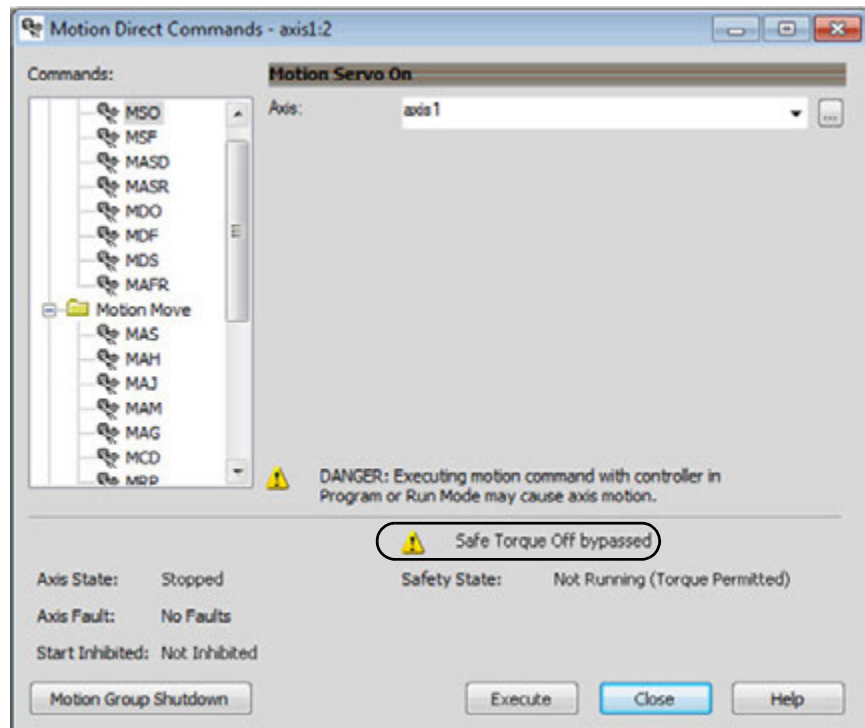 Motion Direct Commands - axis1:2
Commands:
Motion Servo On
MSO
MSF
MASD
MASR
MDO
MDF
MDS
MAFR
Motion Move
MAS
MAH
MAJ
MAM
MAG
MCD
MRP
Axis:
axis1
...
DANGER: Executing motion command with controller in
Program or Run Mode may cause axis motion.
Safe Torque Off bypassed
Axis State: Stopped
Safety State: Not Running (Torque Permitted)
Axis Fault: No Faults
Start Inhibited: Not Inhibited
Motion Group Shutdown
Execute
Close
Help